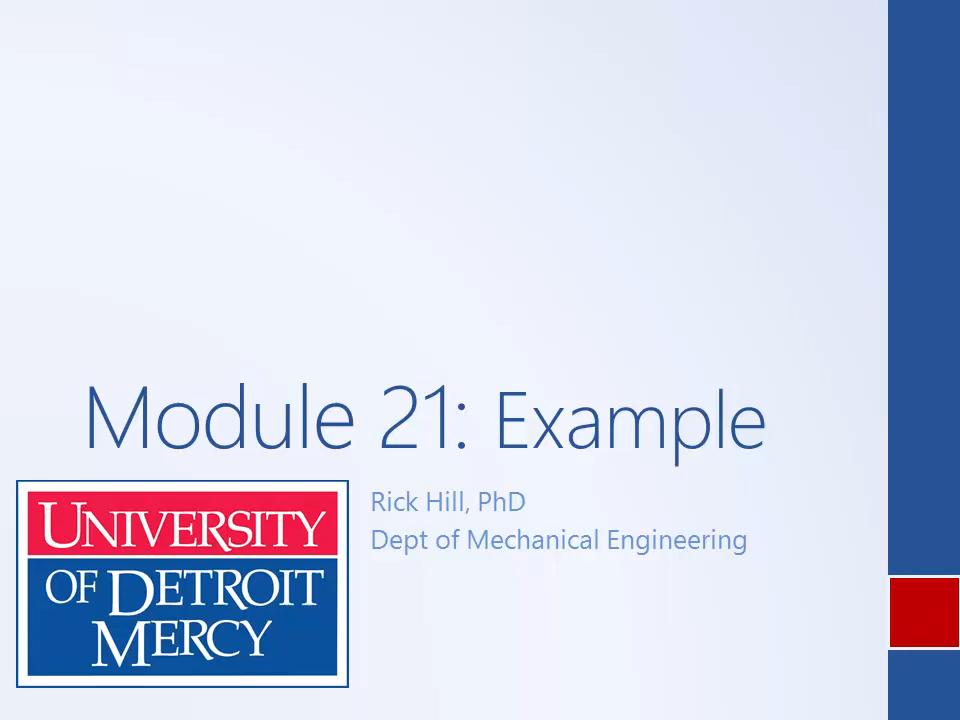 Module 21: Example
Rick Hill, PhD
Dept of Mechanical Engineering
UNIVERSITY
OF DETROIT
MERCY